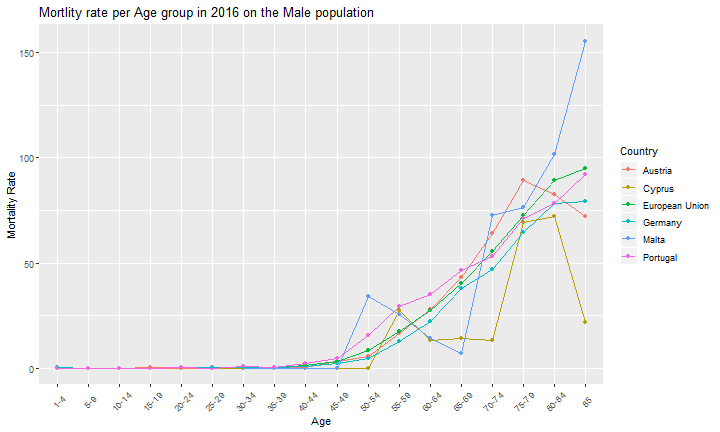 Mortlity rate per Age group in 2016 on the Male population
150
100
50
0
Mortality Rate
1-4
5-9
10-14
15-19
20-24
25-29
30-34
35-39
40-44
45-49
50-54
55-59
60-64
65-69
70-74
75-79
80-84
85
Age
Country
Austria
Cyprus
European Union
Germany
Malta
Portugal